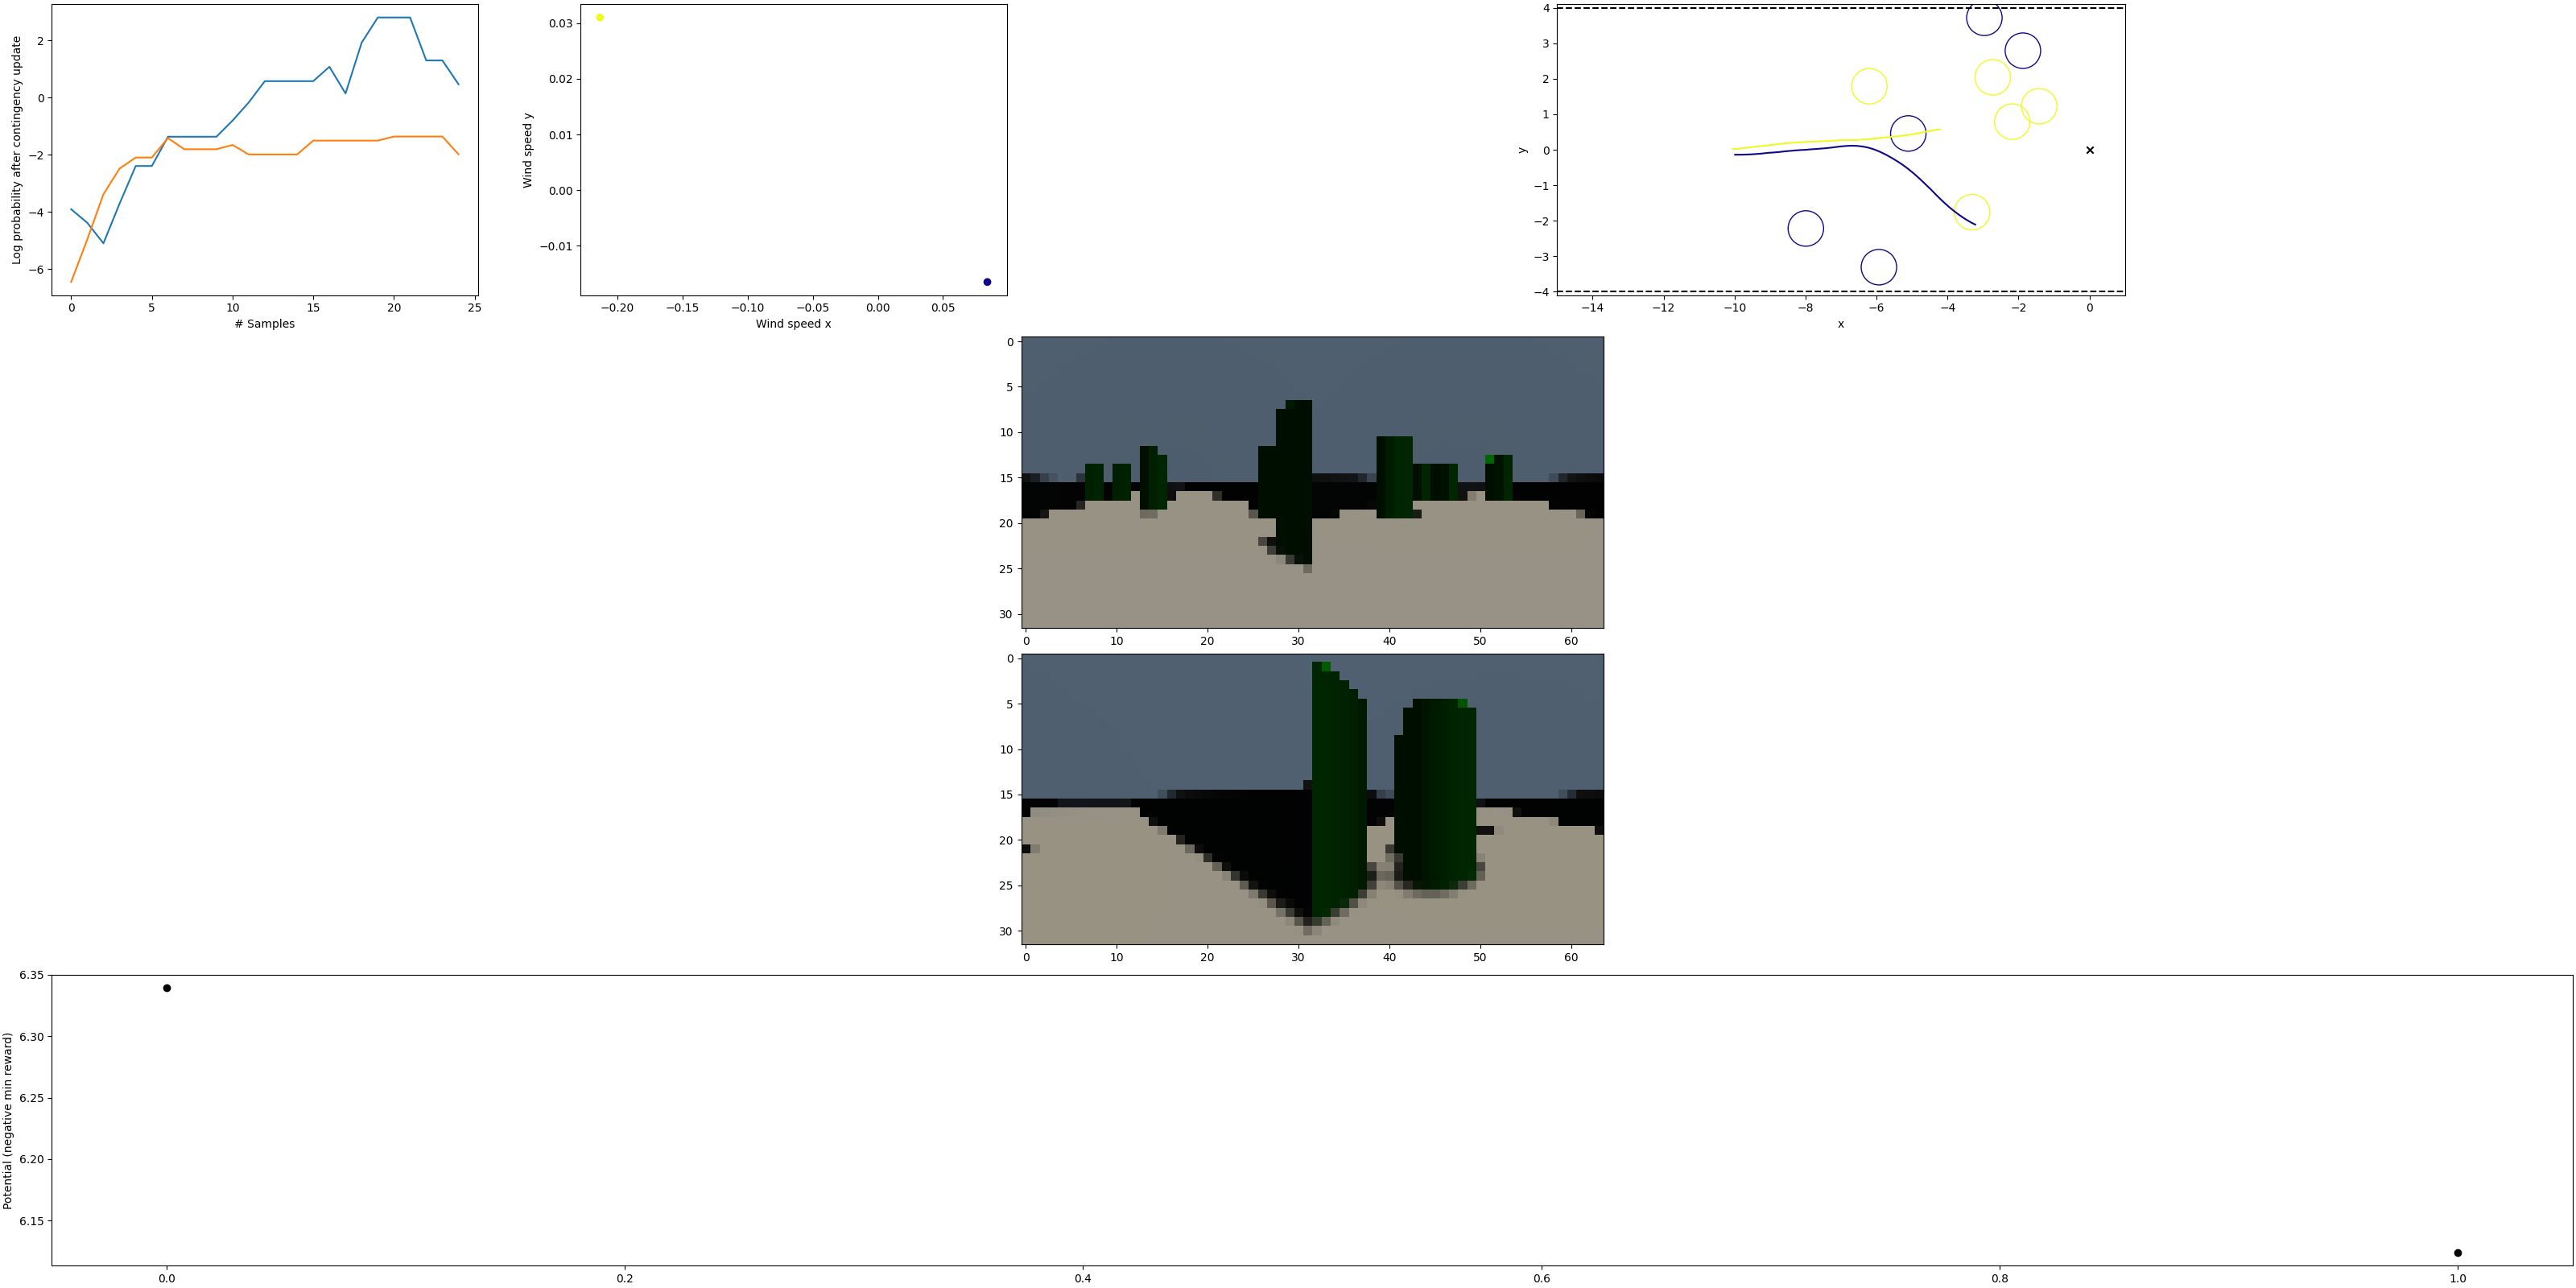 Log probability after contingency update
2
0
−2
−4
−6
0 5 10 15 20 25
# Samples
Wind speed y
0.03
0.02
0.01
0.00
−0.01
−0.20 −0.15 −0.10 −0.05 0.00 0.05
Wind speed x
y
4
3
2
1
0
−1
−2
−3
−4
−14 −12 −10 −8 −6 −4 −2 0
x
0
5
10
15
20
25
30
0 10 20 30 40 50 60
0
5
10
15
20
25
30
0 10 20 30 40 50 60
Potential (negative min reward)
6.35
6.30
6.25
6.20
6.15
0.0 0.2 0.4 0.6 0.8 1.0